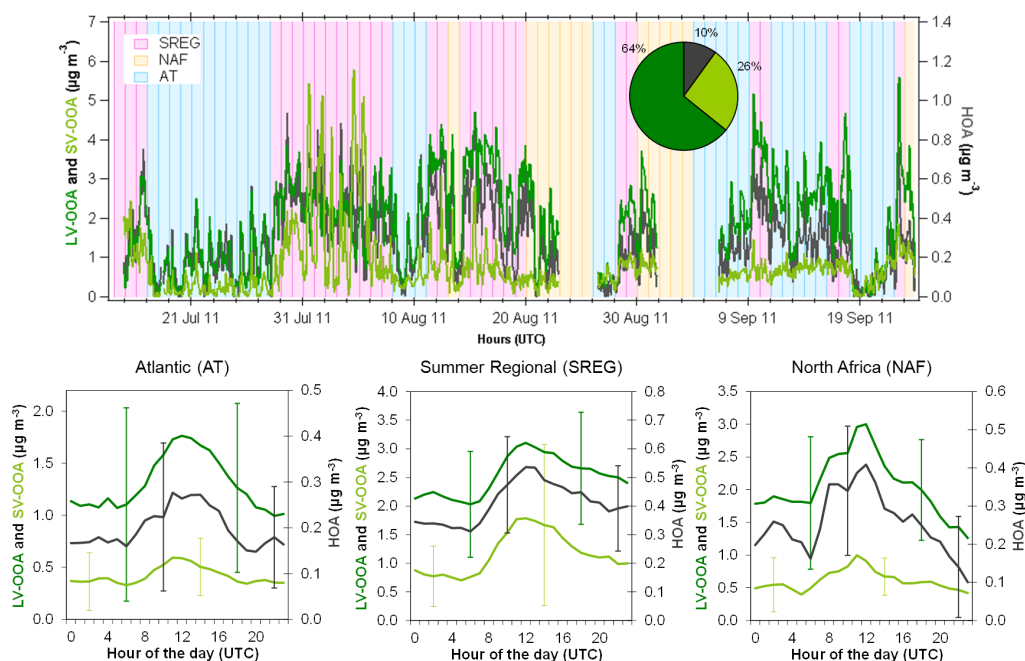 7
6
5
4
3
2
1
0
LV-OOA and SV-OOA (µg m⁻³)
SREG
NAF
AT
64%
10%
26%
1.4
1.2
1.0
0.8
0.6
0.4
0.2
0.0
HOA (µg m⁻³)
21 Jul 11 31 Jul 11 10 Aug 11 20 Aug 11 30 Aug 11 9 Sep 11 19 Sep 11
Hours (UTC)
Atlantic (AT)
LV-OOA and SV-OOA (µg m⁻³)
2.0
1.5
1.0
0.5
0.0
0.5
0.4
0.3
0.2
0.1
0.0
HOA (µg m⁻³)
0 4 8 12 16 20
Hour of the day (UTC)
Summer Regional (SREG)
4.0
3.5
3.0
2.5
2.0
1.5
1.0
0.5
0.0
LV-OOA and SV-OOA (µg m⁻³)
0.8
0.7
0.6
0.5
0.4
0.3
0.2
0.1
0.0
HOA (µg m⁻³)
0 4 8 12 16 20
Hour of the day (UTC)
North Africa (NAF)
3.5
3.0
2.5
2.0
1.5
1.0
0.5
0.0
LV-OOA and SV-OOA (µg m⁻³)
0.6
0.5
0.4
0.3
0.2
0.1
0.0
HOA (µg m⁻³)
0 4 8 12 16 20
Hour of the day (UTC)